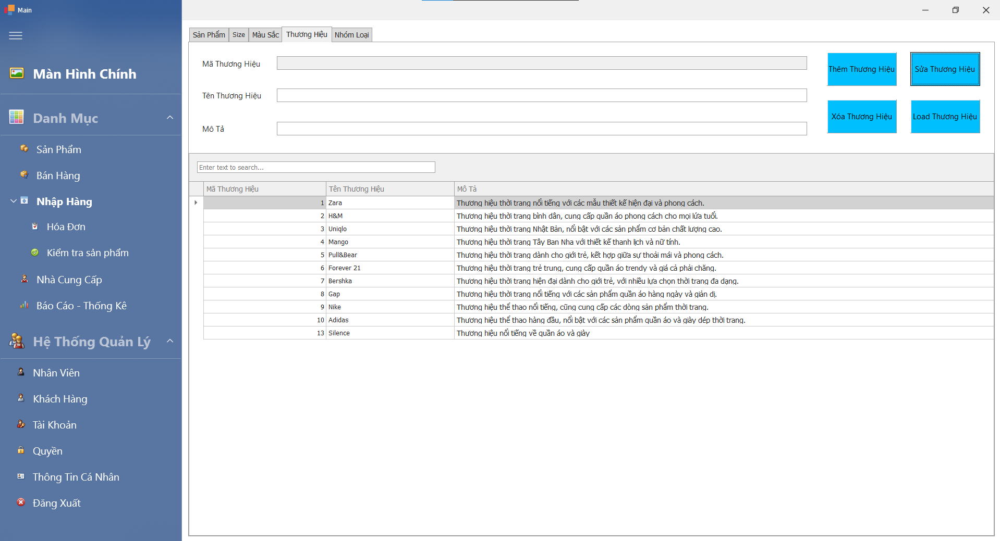 Main
Màn Hình Chính
Danh Mục
Sản Phẩm
Bán Hàng
Nhập Hàng
Hóa Đơn
Kiểm tra sản phẩm
Nhà Cung Cấp
Báo Cáo - Thống Kê
Hệ Thống Quản Lý
Nhân Viên
Khách Hàng
Tài Khoản
Quyền
Thông Tin Cá Nhân
Đăng Xuất
Sản Phẩm Size Màu Sắc Thương Hiệu Nhóm Loại
Mã Thương Hiệu
Tên Thương Hiệu
Mô Tả
Thêm Thương Hiệu Sửa Thương Hiệu
Xóa Thương Hiệu Load Thương Hiệu
Enter text to search...
Mã Thương Hiệu Tên Thương Hiệu Mô Tả
1 Zara Thương hiệu thời trang nổi tiếng với các mẫu thiết kế hiện đại và phong cách.
2 H&M Thương hiệu thời trang bình dân, cung cấp quần áo phong cách cho mọi lứa tuổi.
3 Uniqlo Thương hiệu thời trang Nhật Bản, nổi bật với các sản phẩm cơ bản chất lượng cao.
4 Mango Thương hiệu thời trang Tây Ban Nha với thiết kế thanh lịch và nữ tính.
5 Pull&Bear Thương hiệu thời trang dành cho giới trẻ, kết hợp giữa sự thoải mái và phong cách.
6 Forever 21 Thương hiệu thời trang trẻ trung, cung cấp quần áo trendy và giá cả phải chăng.
7 Bershka Thương hiệu thời trang hiện đại dành cho giới trẻ, với nhiều lựa chọn thời trang đa dạng.
8 Gap Thương hiệu thời trang nổi tiếng với các sản phẩm quần áo hàng ngày và giản dị.
9 Nike Thương hiệu thể thao nổi tiếng, cũng cung cấp các dòng sản phẩm thời trang.
10 Adidas Thương hiệu thể thao hàng đầu, nổi bật với các sản phẩm quần áo và giày dép thời trang.
13 Silence Thương hiệu nổi tiếng về quần áo và giày